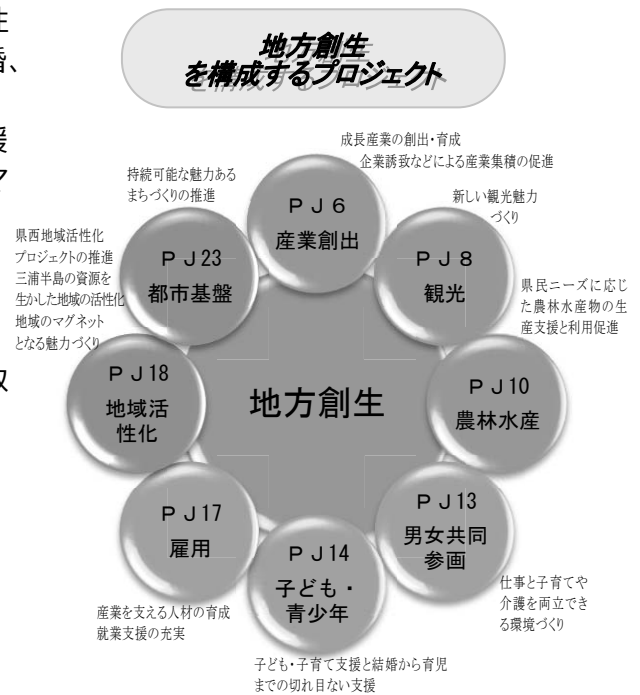 生
婚、
援
地方創生
を構成するプロジェクト
成長産業の創出・育成
企業誘致などによる産業集積の促進
持続可能な魅力ある
まちづくりの推進
ＰＪ６
産業創出
新しい観光魅力
づくり
ＰＪ８
観光
県西地域活性化
プロジェクトの推進
三浦半島の資源を
生かした地域の活性化
地域のマグネット
となる魅力づくり
ＰＪ23
都市基盤
県民ニーズに応じ
た農林水産物の生
産支援と利用促進
ＰＪ18
地域活
性化
地方創生
ＰＪ10
農林水産
ＰＪ17
雇用
ＰＪ14
子ども・
青少年
ＰＪ13
男女共同
参画
仕事と子育てや
介護を両立でき
る環境づくり
産業を支える人材の育成
就業支援の充実
子ども・子育て支援と結婚から育児
までの切れ目ない支援